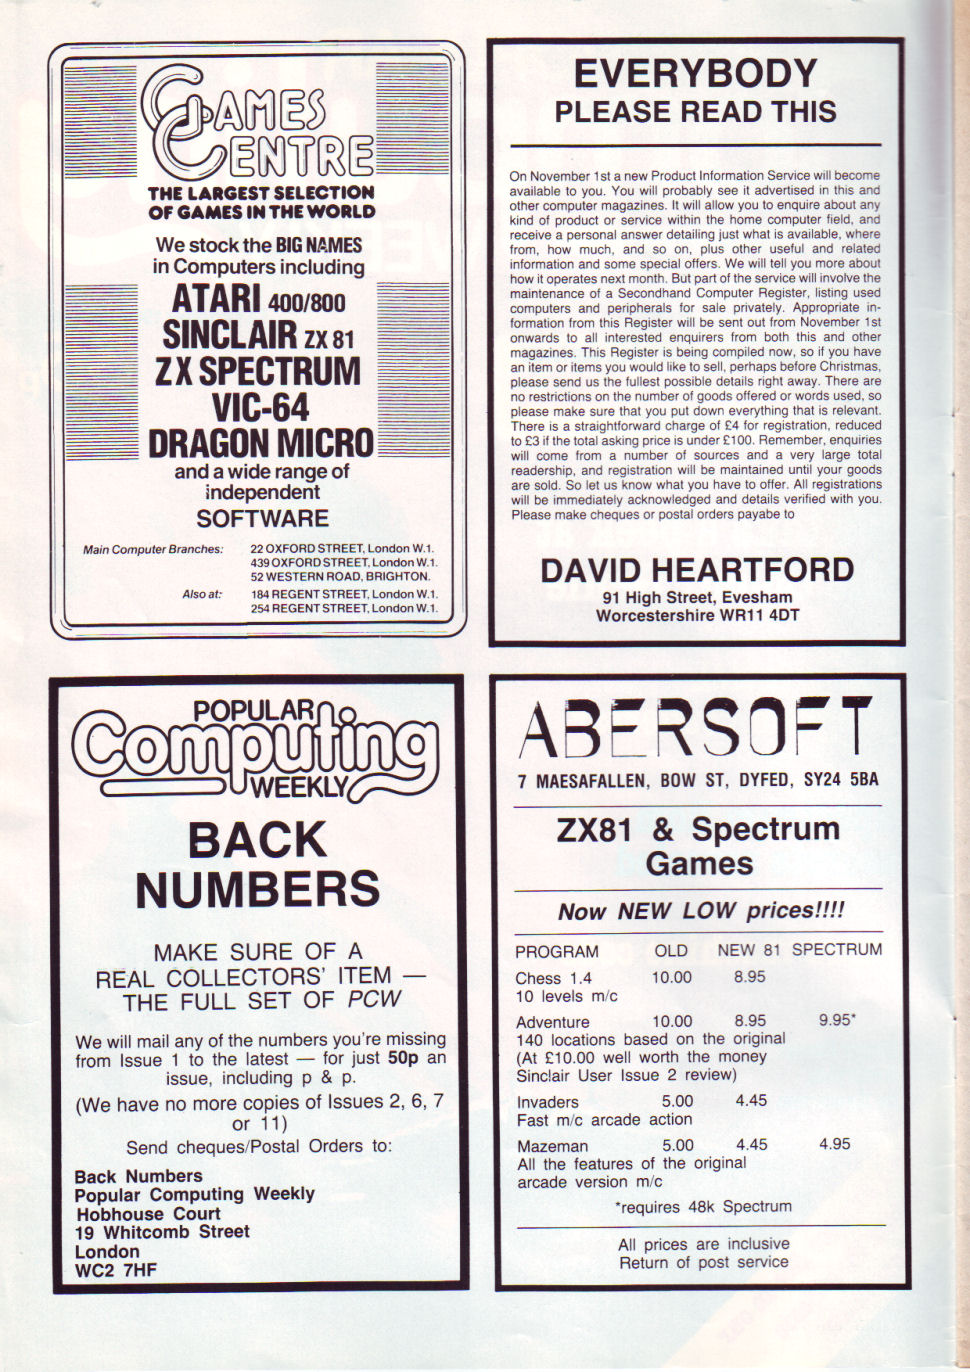 GAMES
CENTRE
THE LARGEST SELECTION
OF GAMES IN THE WORLD
We stock the BIG NAMES
in Computers including
ATARI 400/800
SINCLAIR ZX 81
ZX SPECTRUM
VIC-64
DRAGON MICRO
and a wide range of
independent
SOFTWARE
Main Computer Branches: 22 OXFORD STREET, London W.1.
439 OXFORD STREET, London W.1.
52 WESTERN ROAD, BRIGHTON.
Also at: 184 REGENT STREET, London W.1.
254 REGENT STREET, London W.1.
EVERYBODY
PLEASE READ THIS
On November 1st a new Product Information Service will become
available to you. You will probably see it advertised in this and
other computer magazines. It will allow you to enquire about any
kind of product or service within the home computer field, and
receive a personal answer detailing just what is available, where
from, how much, and so on, plus other useful and related
information and some special offers. We will tell you more about
how it operates next month. But part of the service will involve the
maintenance of a Secondhand Computer Register, listing used
computers and peripherals for sale privately. Appropriate in-
formation from this Register will be sent out from November 1st
onwards to all interested enquirers from both this and other
magazines. This Register is being compiled now, so if you have
an item or items you would like to sell, perhaps before Christmas,
please send us the fullest possible details right away. There are
no restrictions on the number of goods offered or words used, so
please make sure that you put down everything that is relevant.
There is a straightforward charge of £4 for registration, reduced
to £3 if the total asking price is under £100. Remember, enquiries
will come from a number of sources and a very large total
readership, and registration will be maintained until your goods
are sold. So let us know what you have to offer. All registrations
will be immediately acknowledged and details verified with you.
Please make cheques or postal orders payabe to
DAVID HEARTFORD
91 High Street, Evesham
Worcestershire WR11 4DT
POPULAR
Computing
WEEKLY
BACK
NUMBERS
MAKE SURE OF A
REAL COLLECTORS' ITEM —
THE FULL SET OF PCW
We will mail any of the numbers you're missing
from Issue 1 to the latest — for just 50p an
issue, including p & p.
(We have no more copies of Issues 2, 6, 7
or 11)
Send cheques/Postal Orders to:
Back Numbers
Popular Computing Weekly
Hobhouse Court
19 Whitcomb Street
London
WC2 7HF
ABERSOFT
7 MAESAFALLEN, BOW ST, DYFED, SY24 5BA
ZX81 & Spectrum
Games
Now NEW LOW prices!!!!
PROGRAM OLD NEW 81 SPECTRUM
Chess 1.4 10.00 8.95
10 levels m/c
Adventure 10.00 8.95 9.95*
140 locations based on the original
(At £10.00 well worth the money
Sinclair User Issue 2 review)
Invaders 5.00 4.45
Fast m/c arcade action
Mazeman 5.00 4.45 4.95
All the features of the original
arcade version m/c
*requires 48k Spectrum
All prices are inclusive
Return of post service